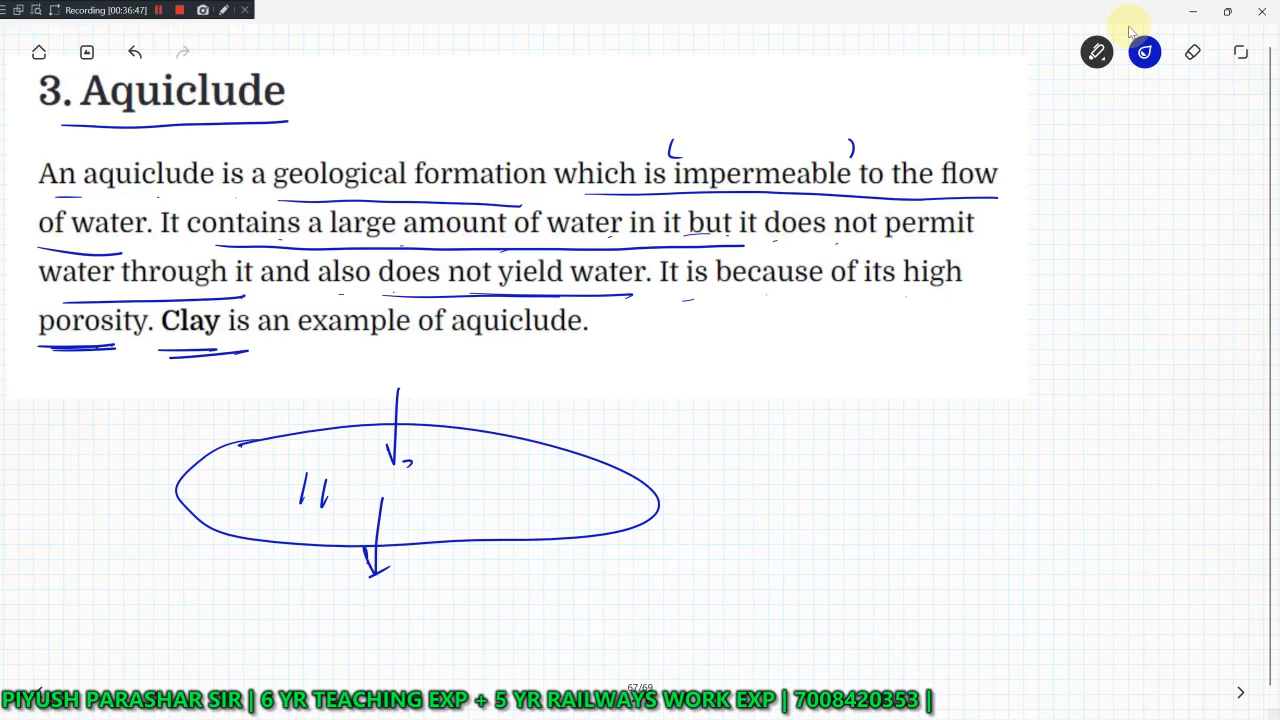 Recording [00:36:47]
3. Aquiclude
An aquiclude is a geological formation which is impermeable to the flow
of water. It contains a large amount of water in it but it does not permit
water through it and also does not yield water. It is because of its high
porosity. Clay is an example of aquiclude.
67/69
PIYUSH PARASHAR SIR | 6 YR TEACHING EXP + 5 YR RAILWAYS WORK EXP | 7008420353 |